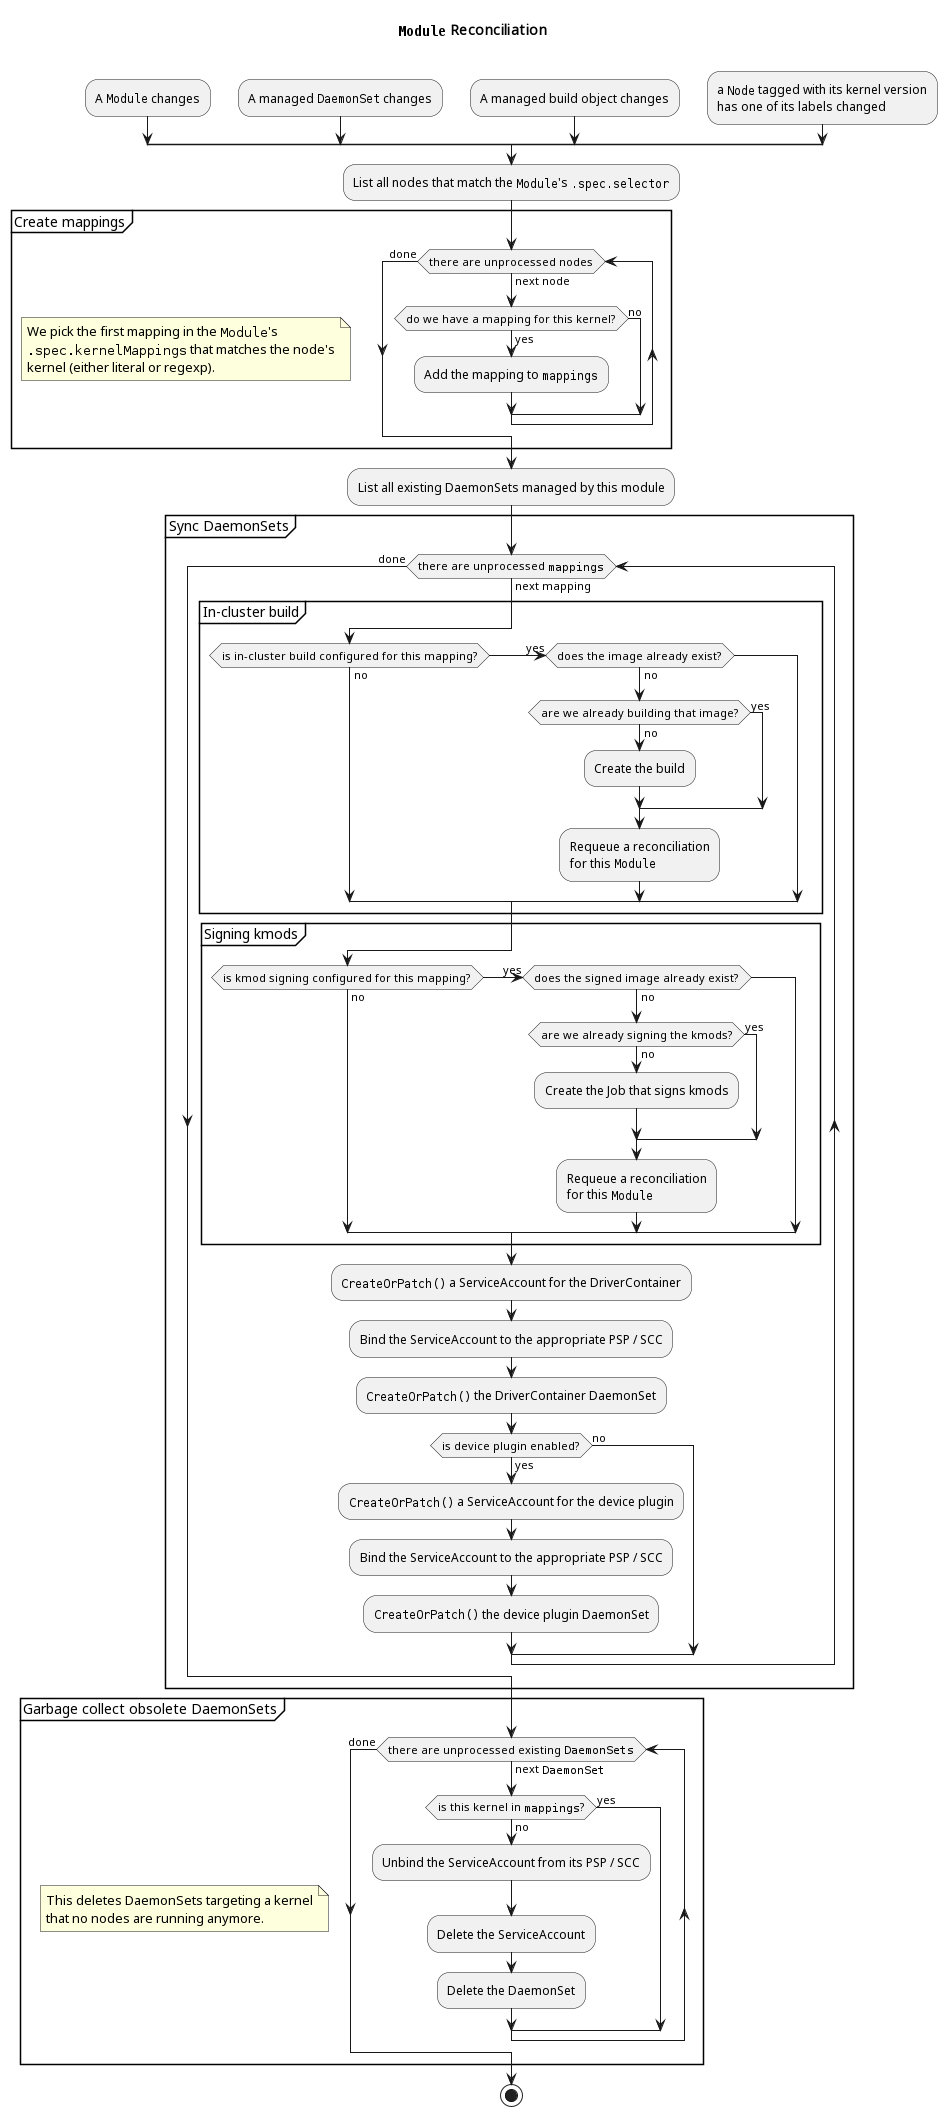 Module Reconciliation
A Module changes
A managed DaemonSet changes
A managed build object changes
a Node tagged with its kernel version
has one of its labels changed
List all nodes that match the Module's .spec.selector
Create mappings
done
there are unprocessed nodes
next node
do we have a mapping for this kernel?
no
yes
We pick the first mapping in the Module's
.spec.kernelMappings that matches the node's
kernel (either literal or regexp).
Add the mapping to mappings
List all existing DaemonSets managed by this module
Sync DaemonSets
done
there are unprocessed mappings
next mapping
In-cluster build
is in-cluster build configured for this mapping?
yes
does the image already exist?
no
no
are we already building that image?
yes
no
Create the build
Requeue a reconciliation
for this Module
Signing kmods
is kmod signing configured for this mapping?
yes
does the signed image already exist?
no
no
are we already signing the kmods?
yes
no
Create the Job that signs kmods
Requeue a reconciliation
for this Module
CreateOrPatch() a ServiceAccount for the DriverContainer
Bind the ServiceAccount to the appropriate PSP / SCC
CreateOrPatch() the DriverContainer DaemonSet
is device plugin enabled?
no
yes
CreateOrPatch() a ServiceAccount for the device plugin
Bind the ServiceAccount to the appropriate PSP / SCC
CreateOrPatch() the device plugin DaemonSet
Garbage collect obsolete DaemonSets
done
there are unprocessed existing DaemonSets
next DaemonSet
is this kernel in mappings?
yes
no
Unbind the ServiceAccount from its PSP / SCC
This deletes DaemonSets targeting a kernel
that no nodes are running anymore.
Delete the ServiceAccount
Delete the DaemonSet